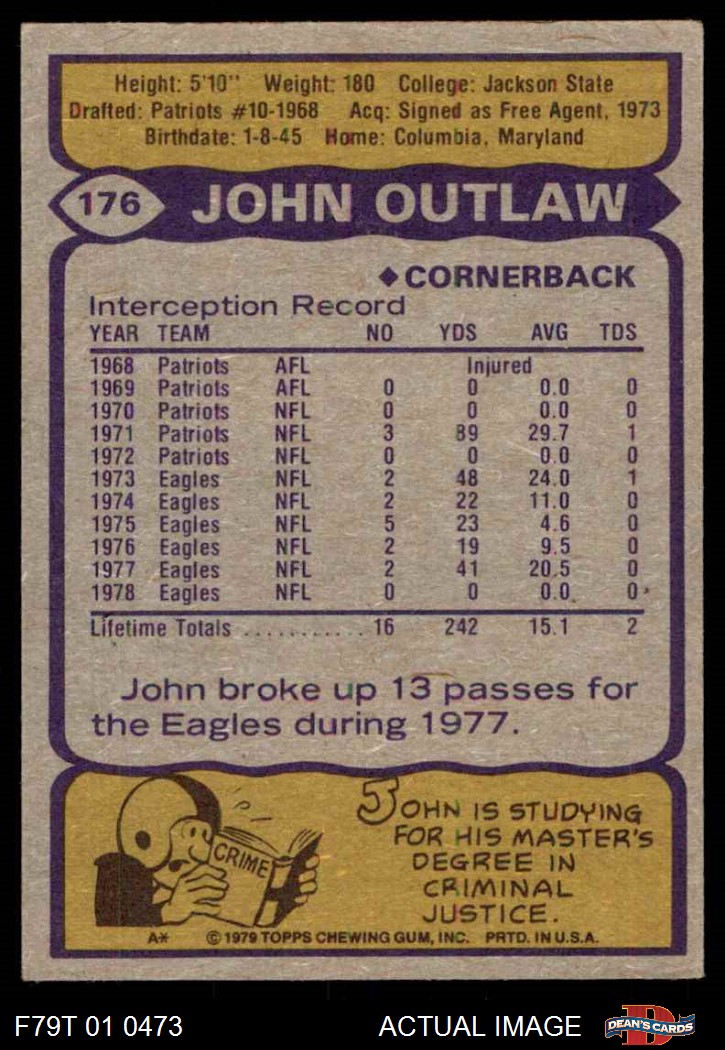 Height: 5'10" Weight: 180 College: Jackson State
Drafted: Patriots #10-1968 Acq: Signed as Free Agent, 1973
Birthdate: 1-8-45 Home: Columbia, Maryland
176 JOHN OUTLAW
◆CORNERBACK
Interception Record
YEAR TEAM NO YDS AVG TDS
1968 Patriots AFL Injured
1969 Patriots AFL 0 0 0.0 0
1970 Patriots NFL 0 0 0.0 0
1971 Patriots NFL 3 89 29.7 1
1972 Patriots NFL 0 0 0.0 0
1973 Eagles NFL 2 48 24.0 1
1974 Eagles NFL 2 22 11.0 0
1975 Eagles NFL 5 23 4.6 0
1976 Eagles NFL 2 19 9.5 0
1977 Eagles NFL 2 41 20.5 0
1978 Eagles NFL 0 0 0.0 0
Lifetime Totals ........... 16 242 15.1 2
John broke up 13 passes for
the Eagles during 1977.
CRIME
JOHN IS STUDYING
FOR HIS MASTER'S
DEGREE IN
CRIMINAL
JUSTICE.
A* © 1979 TOPPS CHEWING GUM, INC. PRTD. IN U.S.A.
F79T 01 0473 ACTUAL IMAGE DEAN'S CARDS